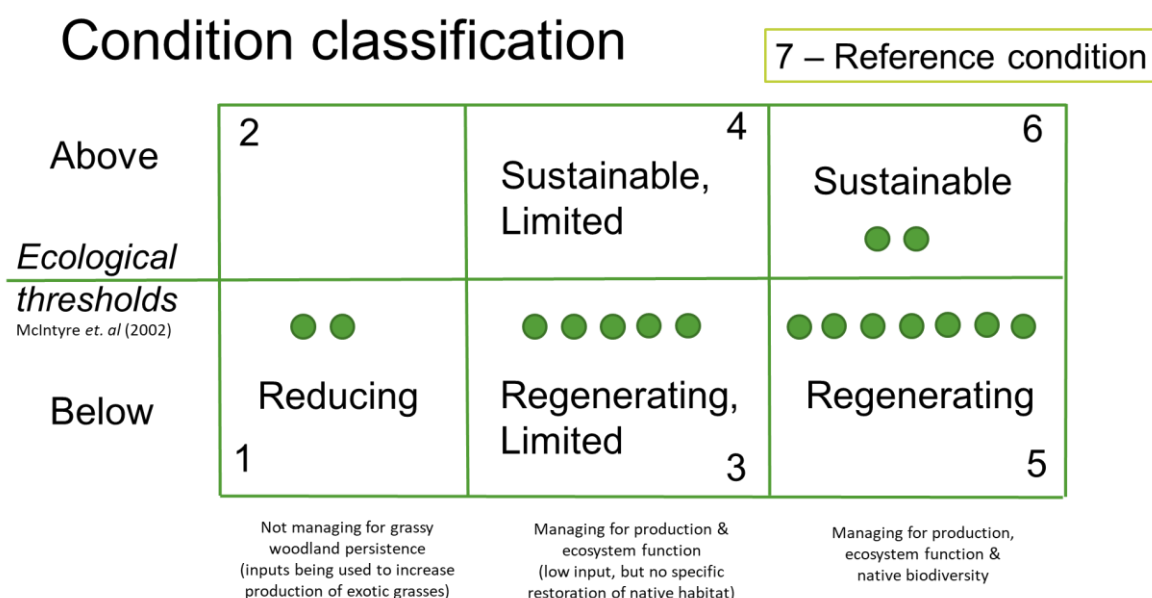 Condition classification
7 – Reference condition
Above
2
4
6
Sustainable,
Limited
Sustainable
Ecological
thresholds
McIntyre et. al (2002)
Below
Reducing
Regenerating,
Limited
Regenerating
1
3
5
Not managing for grassy
woodland persistence
(inputs being used to increase
production of exotic grasses)
Managing for production &
ecosystem function
(low input, but no specific
restoration of native habitat)
Managing for production,
ecosystem function &
native biodiversity